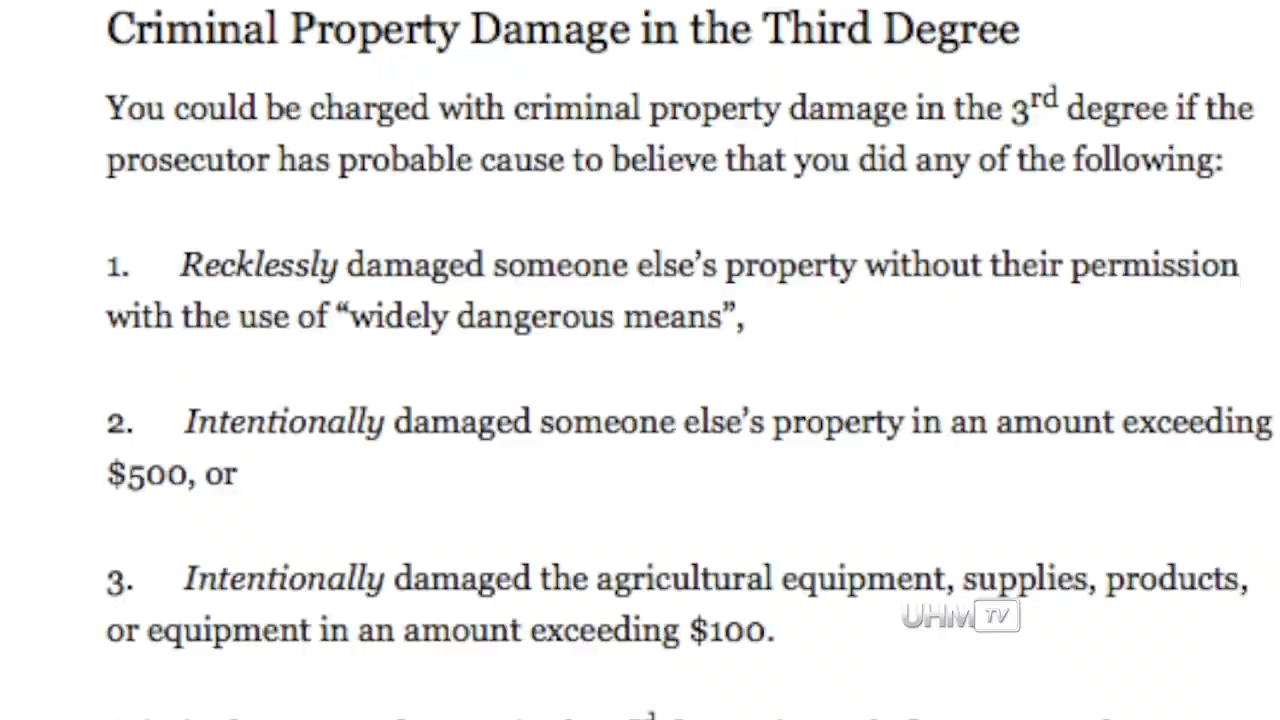 Criminal Property Damage in the Third Degree
You could be charged with criminal property damage in the 3rd degree if the
prosecutor has probable cause to believe that you did any of the following:
1. Recklessly damaged someone else’s property without their permission
with the use of “widely dangerous means”,
2. Intentionally damaged someone else’s property in an amount exceeding
$500, or
3. Intentionally damaged the agricultural equipment, supplies, products,
or equipment in an amount exceeding $100.
UHM TV